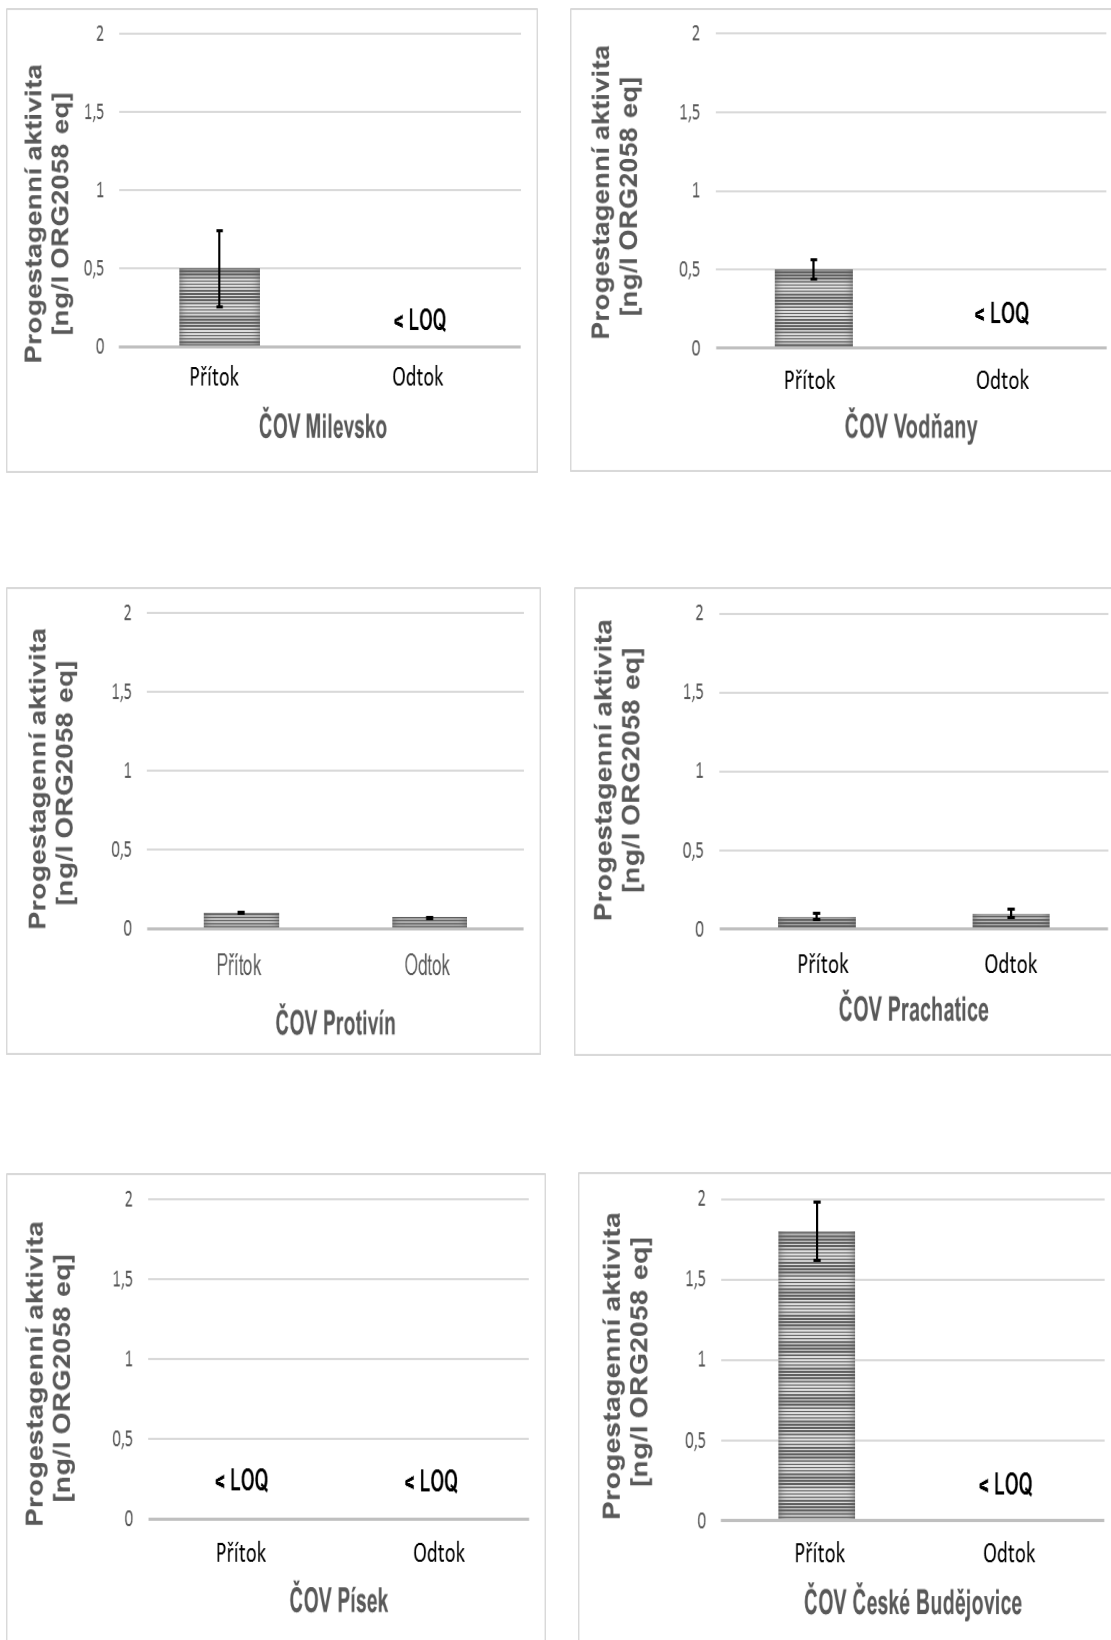 Progestagenní aktivita
[ng/l ORG2058 eq]
2
1,5
1
0,5
0
< LOQ
Přítok
Odtok
ČOV Milevsko
Progestagenní aktivita
[ng/l ORG2058 eq]
2
1,5
1
0,5
0
< LOQ
Přítok
Odtok
ČOV Vodňany
Progestagenní aktivita
[ng/l ORG2058 eq]
2
1,5
1
0,5
0
Přítok
Odtok
ČOV Protivín
Progestagenní aktivita
[ng/l ORG2058 eq]
2
1,5
1
0,5
0
Přítok
Odtok
ČOV Prachatice
Progestagenní aktivita
[ng/l ORG2058 eq]
2
1,5
1
0,5
0
< LOQ
< LOQ
Přítok
Odtok
ČOV Písek
Progestagenní aktivita
[ng/l ORG2058 eq]
2
1,5
1
0,5
0
< LOQ
Přítok
Odtok
ČOV České Budějovice